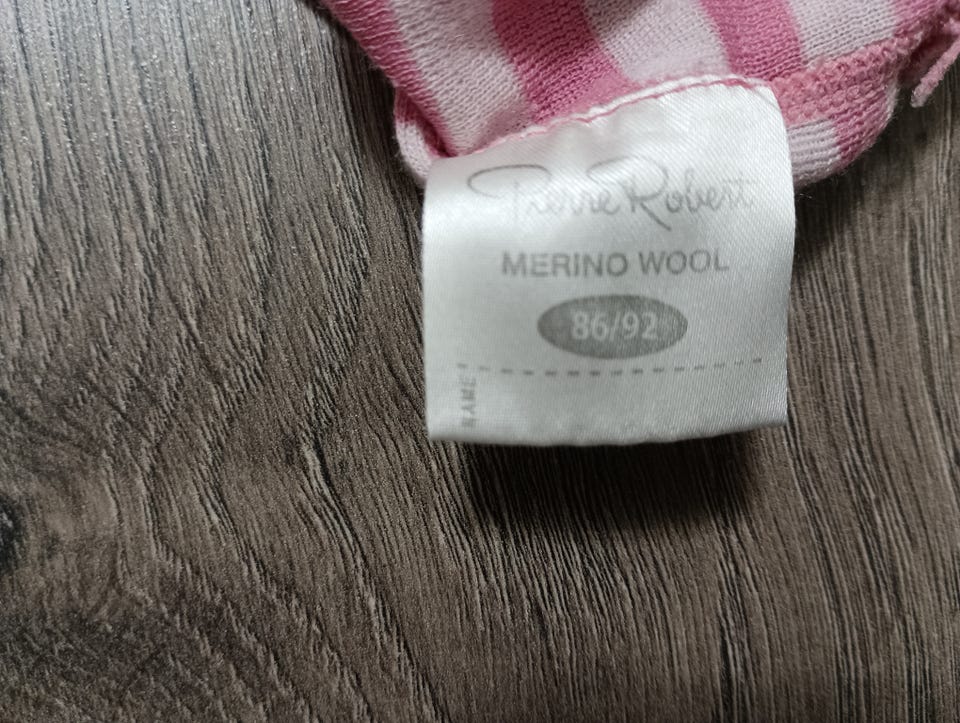 Pierre Robert
MERINO WOOL
86/92
NAME